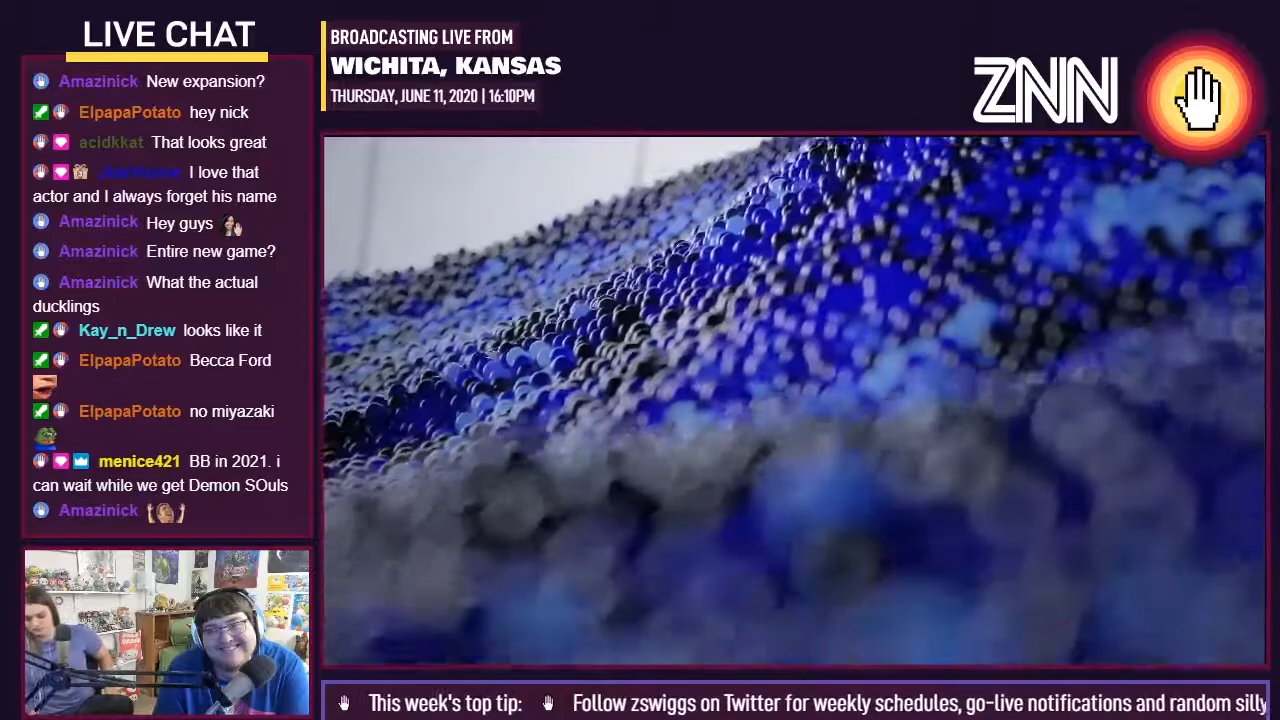 LIVE CHAT
Amazinick New expansion?
ElpapaPotato hey nick
acidkkat That looks great
I love that
actor and I always forget his name
Amazinick Hey guys
Amazinick Entire new game?
Amazinick What the actual
ducklings
Kay_n_Drew looks like it
ElpapaPotato Becca Ford
ElpapaPotato no miyazaki
menice421 BB in 2021. i
can wait while we get Demon SOuls
Amazinick
BROADCASTING LIVE FROM
WICHITA, KANSAS
THURSDAY, JUNE 11, 2020 | 16:10PM
ZNN
This week's top tip: Follow zswiggs on Twitter for weekly schedules, go-live notifications and random silly